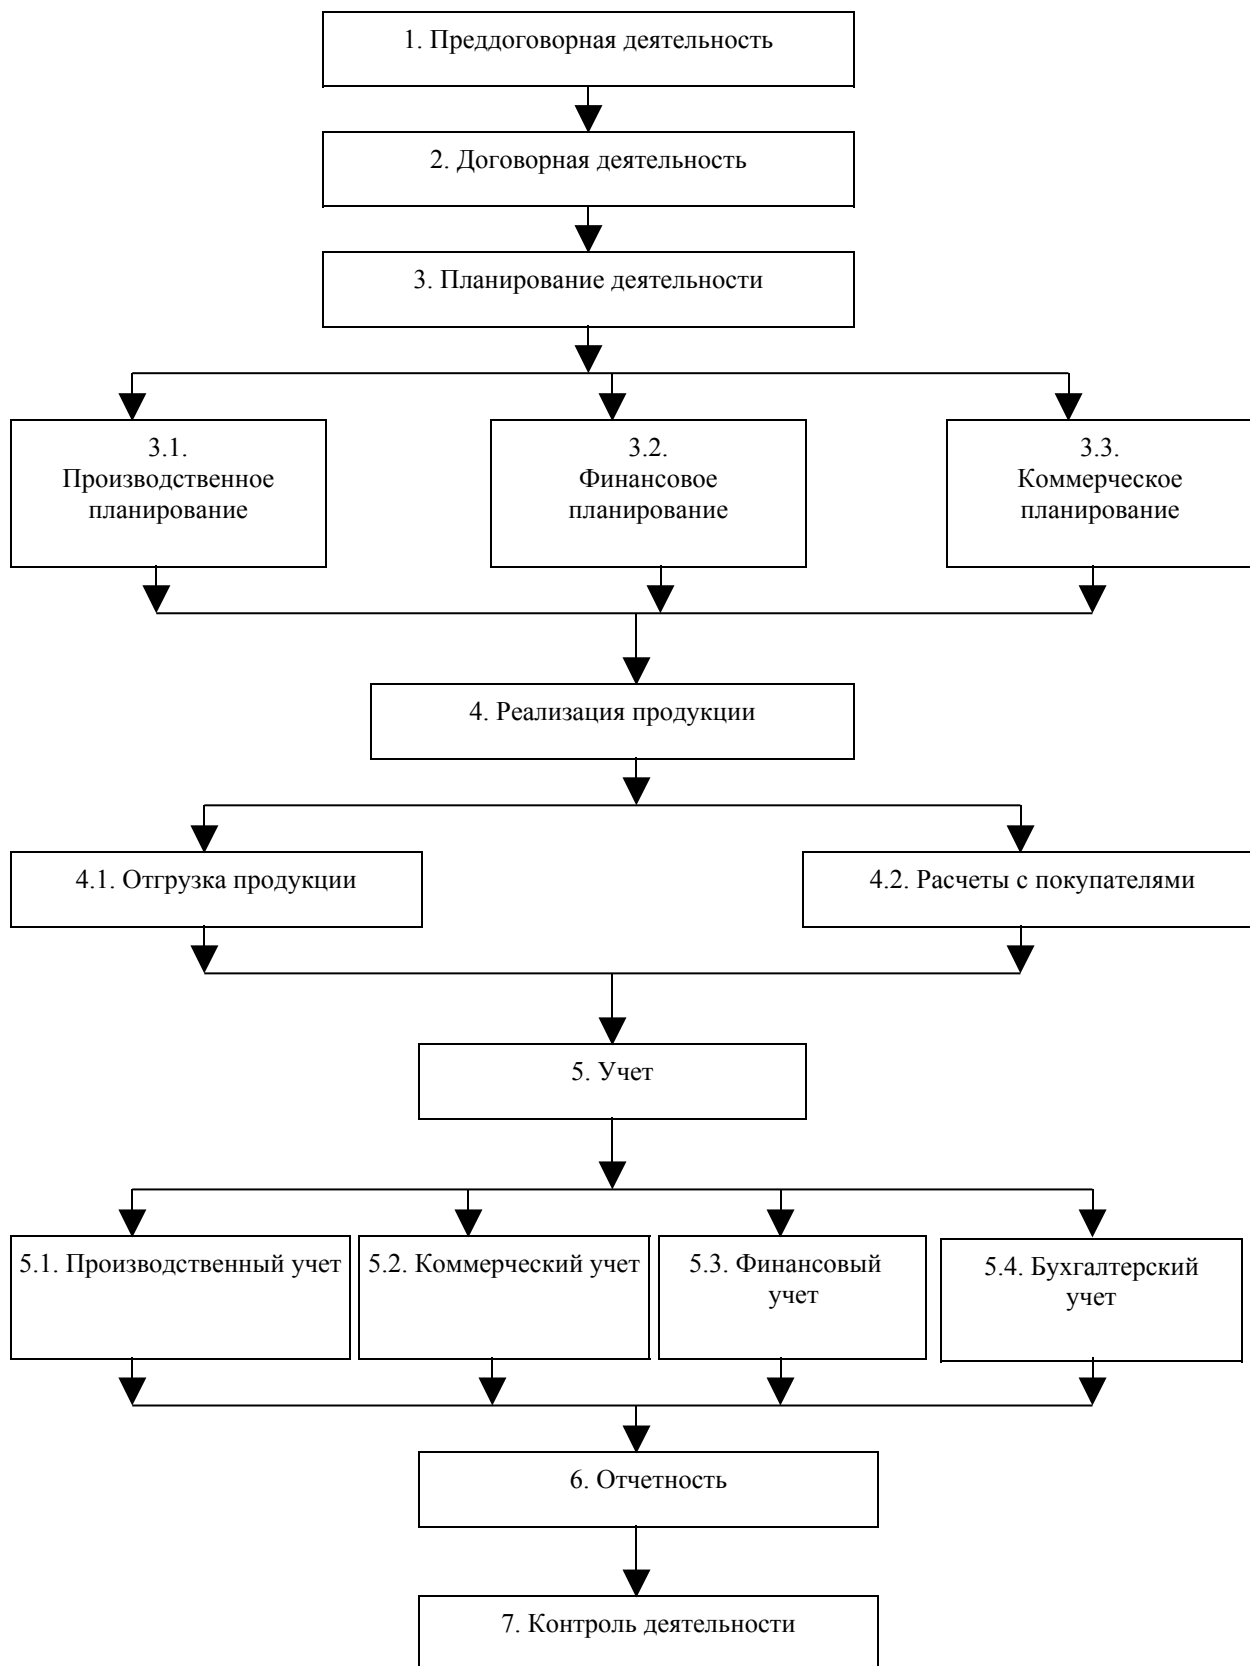 1. Преддоговорная деятельность
2. Договорная деятельность
3. Планирование деятельности
3.1.
Производственное
планирование
3.2.
Финансовое
планирование
3.3.
Коммерческое
планирование
4. Реализация продукции
4.1. Отгрузка продукции
4.2. Расчеты с покупателями
5. Учет
5.1. Производственный учет
5.2. Коммерческий учет
5.3. Финансовый
учет
5.4. Бухгалтерский
учет
6. Отчетность
7. Контроль деятельности